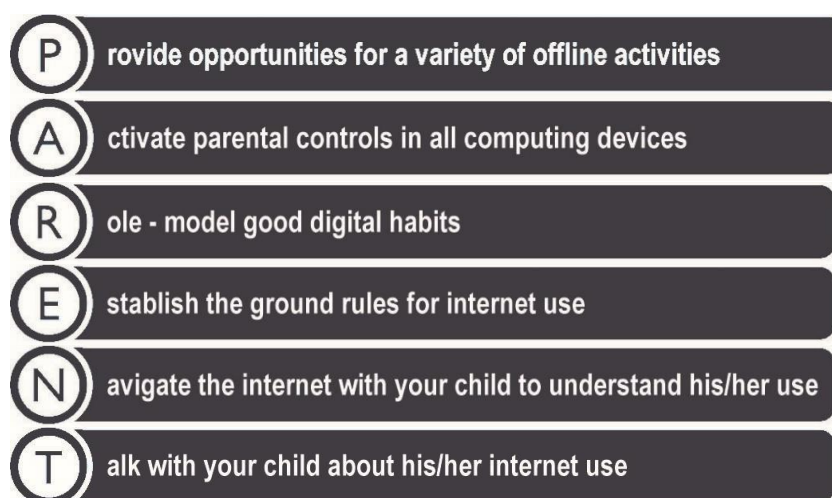 P rovide opportunities for a variety of offline activities
A ctivate parental controls in all computing devices
R ole - model good digital habits
E stablish the ground rules for internet use
N avigate the internet with your child to understand his/her use
T alk with your child about his/her internet use